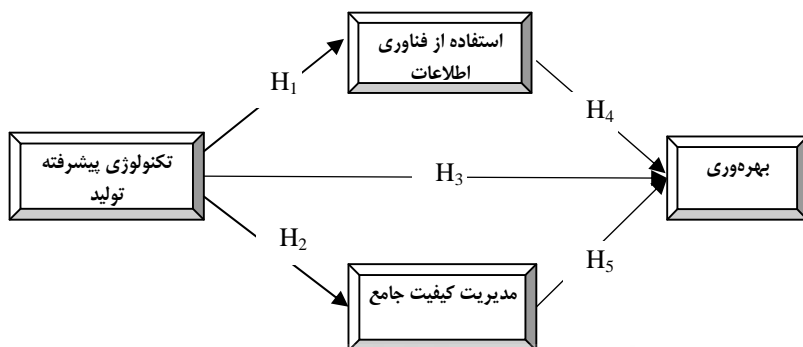 استفاده از فناوری
اطلاعات
H₁
H₄
تکنولوژی پیشرفته
تولید
بهره‌وری
H₃
H₂
H₅
مدیریت کیفیت جامع